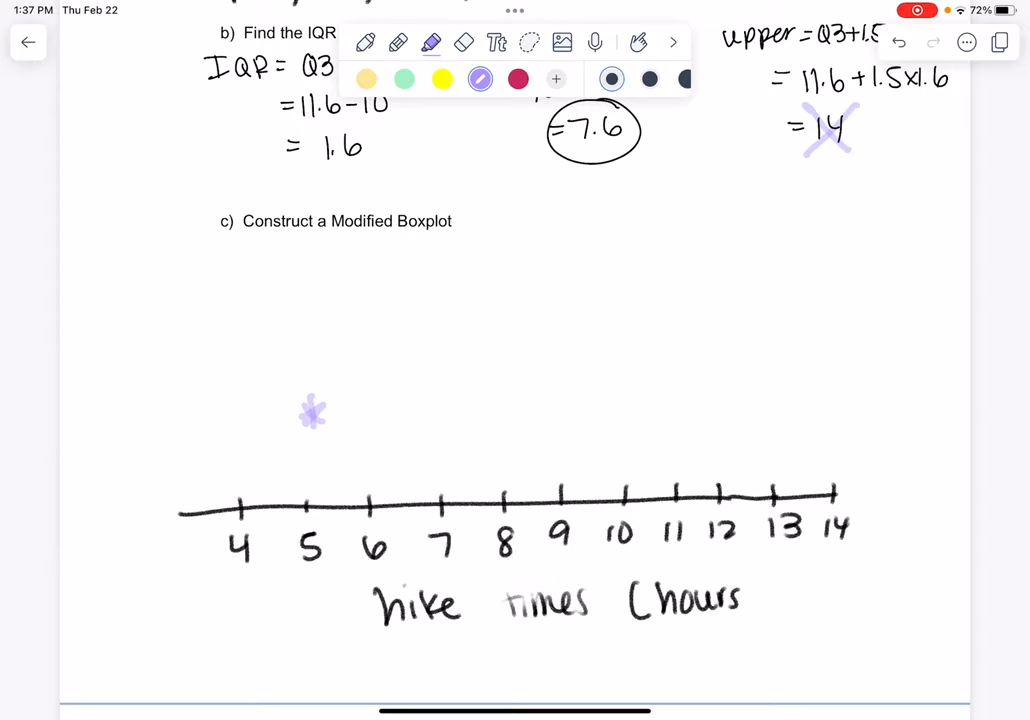 1:37 PM Thu Feb 22
72%
b) Find the IQR
Tt
IQR = Q3
= 11.6 - 10
= 1.6
= 7.6
upper = Q3 + 1.5
= 11.6 + 1.5 x 1.6
= 14
c) Construct a Modified Boxplot
*
4 5 6 7 8 9 10 11 12 13 14
hike times (hours